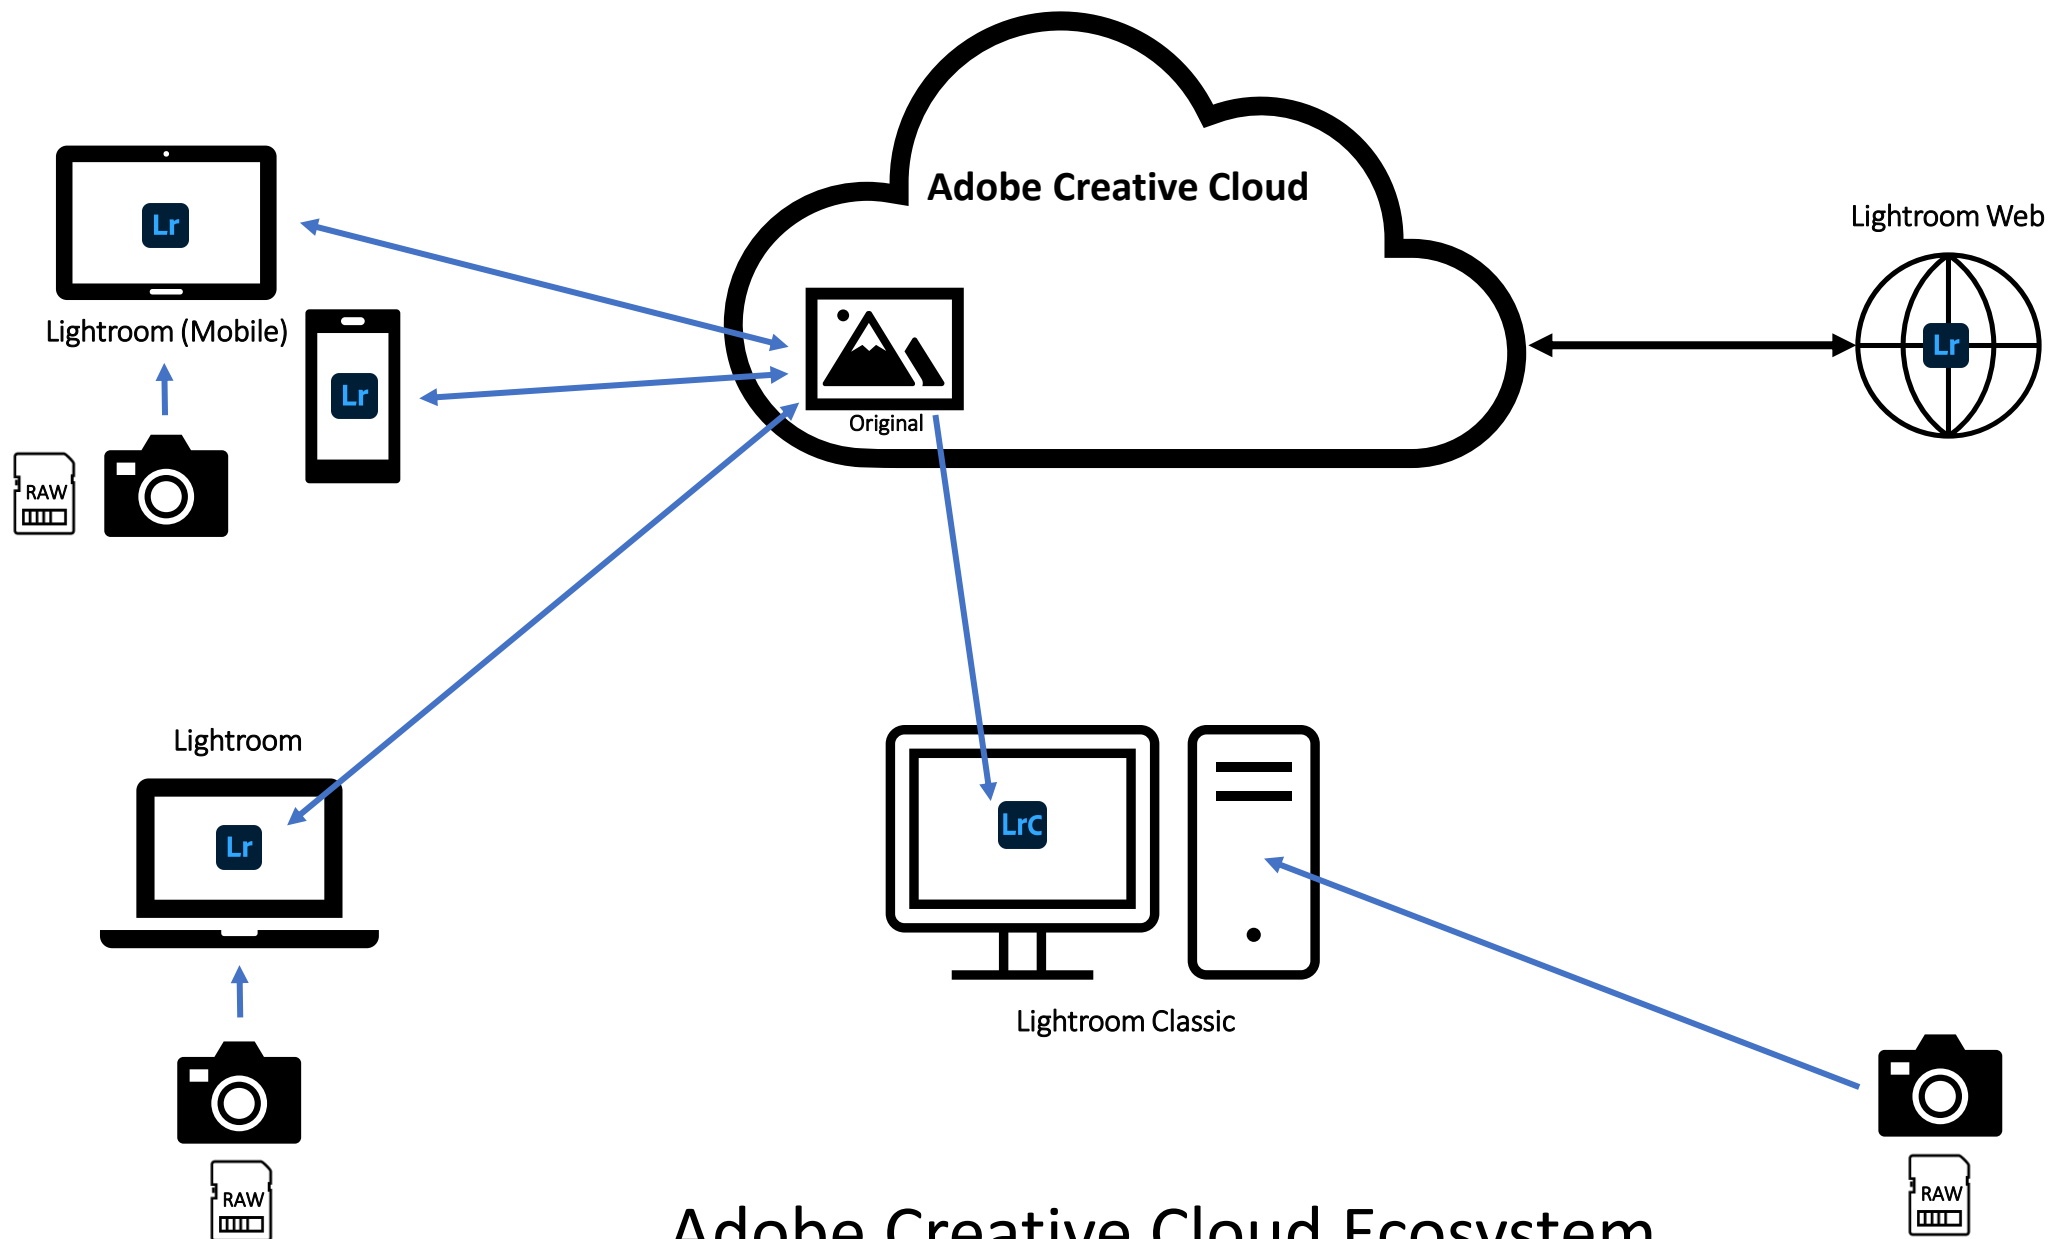 Adobe Creative Cloud
Lightroom Web
Lr
Lr
Lightroom (Mobile)
Lr
Original
RAW
Lightroom
Lr
LrC
Lightroom Classic
RAW
RAW
Adobe Creative Cloud Ecosystem